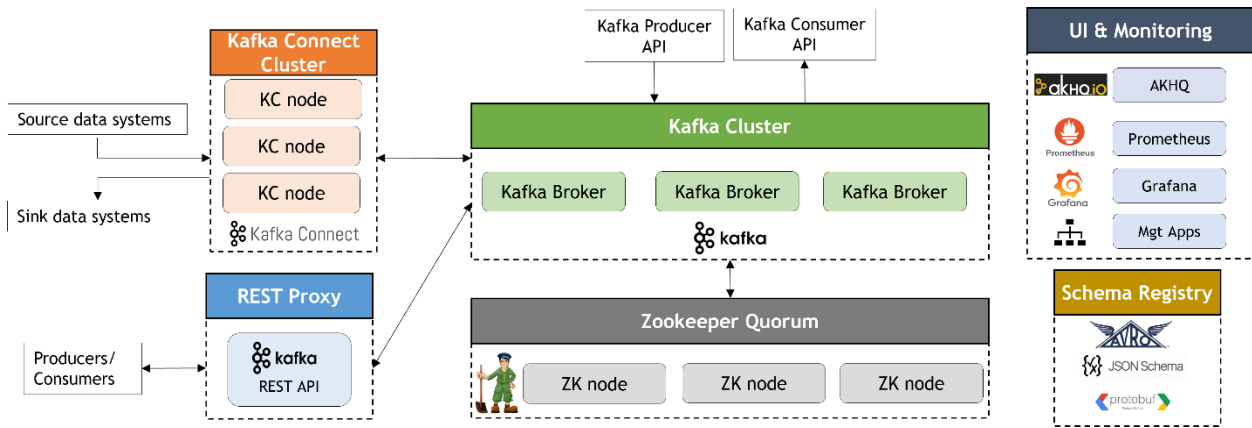 Kafka Connect
Cluster
KC node
KC node
KC node
Kafka Connect
Source data systems
Sink data systems
Kafka Producer
API
Kafka Consumer
API
Kafka Cluster
Kafka Broker
Kafka Broker
Kafka Broker
kafka
REST Proxy
kafka
REST API
Producers/
Consumers
Zookeeper Quorum
ZK node
ZK node
ZK node
UI & Monitoring
AKHQ.iO
AKHQ
Prometheus
Prometheus
Grafana
Grafana
Mgt Apps
Schema Registry
AVRO
{x} JSON Schema
protobuf